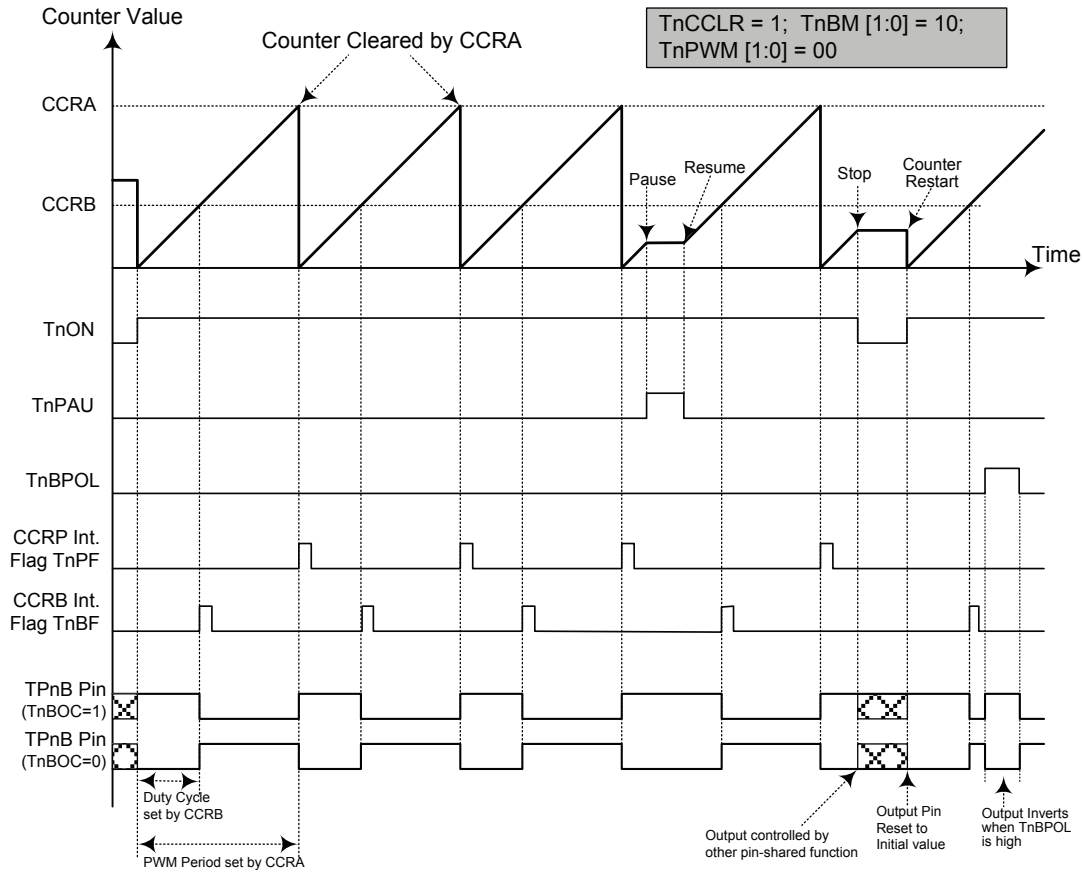 Counter Value
TnCCLR = 1; TnBM [1:0] = 10;
TnPWM [1:0] = 00
Counter Cleared by CCRA
CCRA
Pause
Resume
Stop
Counter
Restart
CCRB
Time
TnON
TnPAU
TnBPOL
CCRP Int.
Flag TnPF
CCRB Int.
Flag TnBF
TPnB Pin
(TnBOC=1)
TPnB Pin
(TnBOC=0)
Duty Cycle
set by CCRB
PWM Period set by CCRA
Output controlled by
other pin-shared function
Output Pin
Reset to
Initial value
Output Inverts
when TnBPOL
is high